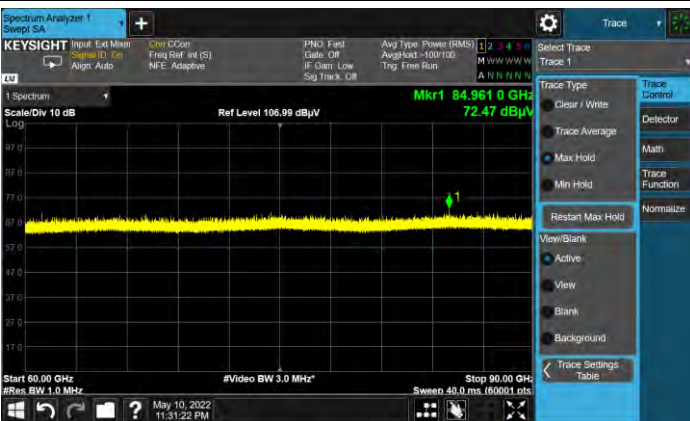 Spectrum Analyzer 1
Swept SA
+
Trace
KEYSIGHT
Input: Ext Mixer
Signal ID: On
Align: Auto
Corr CCorr
Freq Ref: Int (S)
NFE: Adaptive
PNO: Fast
Gate: Off
IF Gain: Low
Sig Track: Off
Avg Type: Power (RMS)
Avg|Hold:>100/100
Trig: Free Run
1 2 3 4 5 6
M W W W W W
A N N N N N
LXI
Select Trace
Trace 1
1 Spectrum
Mkr1 84.961 0 GHz
Scale/Div 10 dB
Ref Level 106.99 dBµV
72.47 dBµV
Log
97.0
87.0
77.0
67.0
57.0
47.0
37.0
27.0
17.0
1
Start 60.00 GHz
#Video BW 3.0 MHz*
Stop 90.00 GHz
#Res BW 1.0 MHz
Sweep 40.0 ms (60001 pts)
Trace Type
Clear / Write
Trace Average
Max Hold
Min Hold
Restart Max Hold
View/Blank
Active
View
Blank
Background
Trace Settings
Table
Trace
Control
Detector
Math
Trace
Function
Normalize
?
May 10, 2022
11:31:22 PM